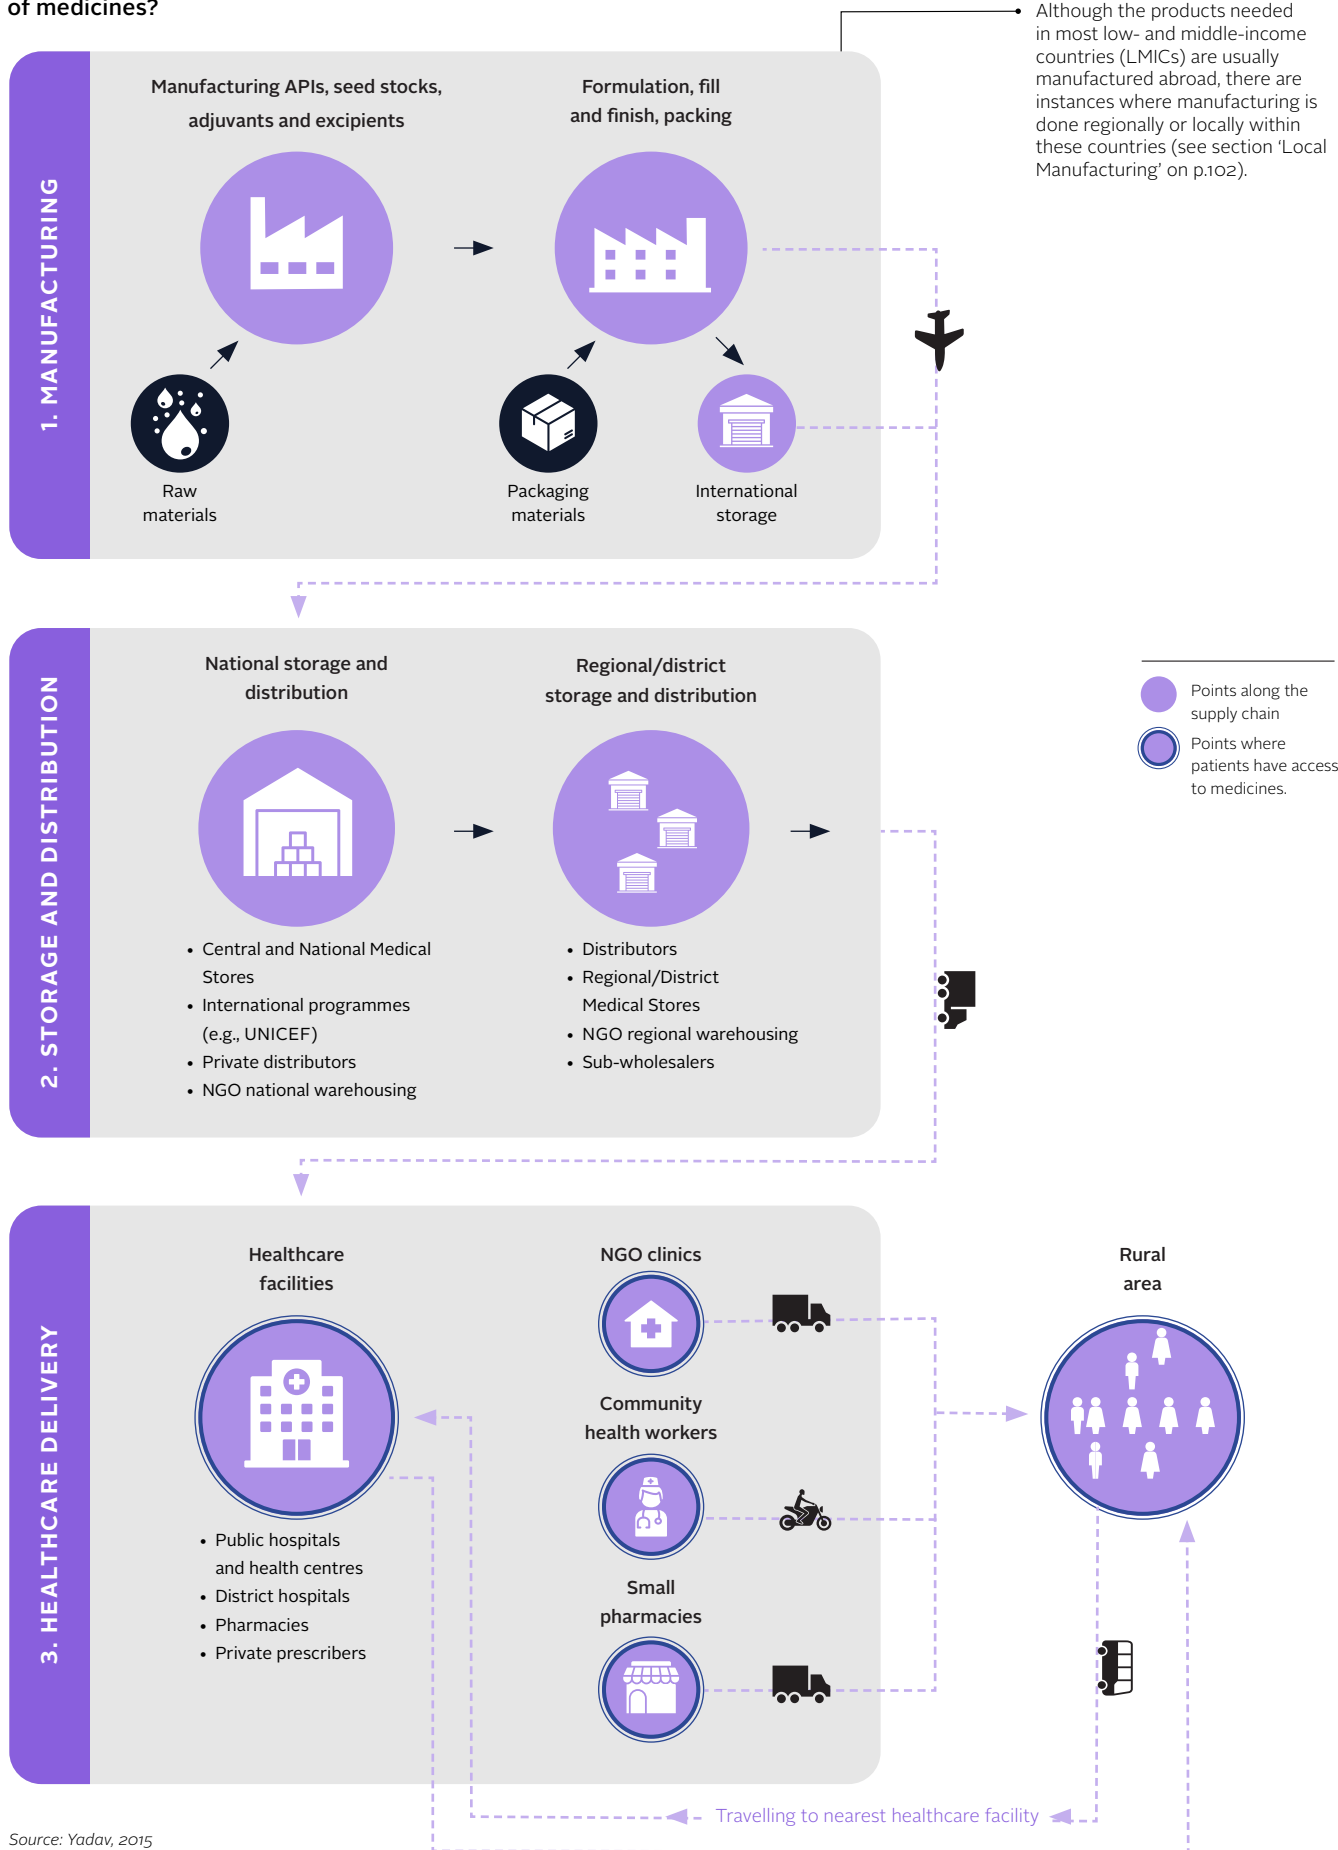 of medicines?
Although the products needed
in most low- and middle-income
countries (LMICs) are usually
manufactured abroad, there are
instances where manufacturing is
done regionally or locally within
these countries (see section ‘Local
Manufacturing’ on p.102).
1. MANUFACTURING
Manufacturing APIs, seed stocks,
adjuvants and excipients
Formulation, fill
and finish, packing
Raw
materials
Packaging
materials
International
storage
2. STORAGE AND DISTRIBUTION
National storage and
distribution
• Central and National Medical
Stores
• International programmes
(e.g., UNICEF)
• Private distributors
• NGO national warehousing
Regional/district
storage and distribution
• Distributors
• Regional/District
Medical Stores
• NGO regional warehousing
• Sub-wholesalers
Points along the
supply chain
Points where
patients have access
to medicines.
3. HEALTHCARE DELIVERY
Healthcare
facilities
• Public hospitals
and health centres
• District hospitals
• Pharmacies
• Private prescribers
NGO clinics
Community
health workers
Small
pharmacies
Rural
area
Travelling to nearest healthcare facility
Source: Yadav, 2015